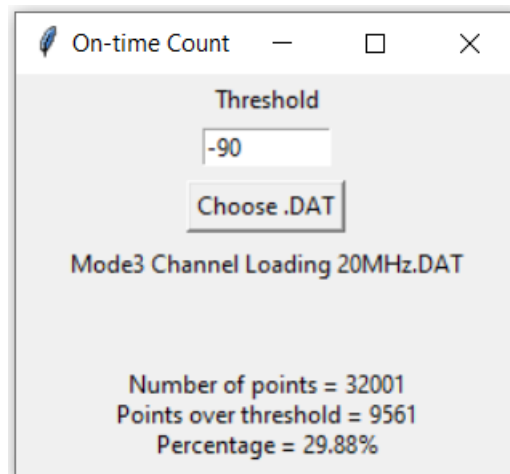 On-time Count
Threshold
-90
Choose .DAT
Mode3 Channel Loading 20MHz.DAT
Number of points = 32001
Points over threshold = 9561
Percentage = 29.88%